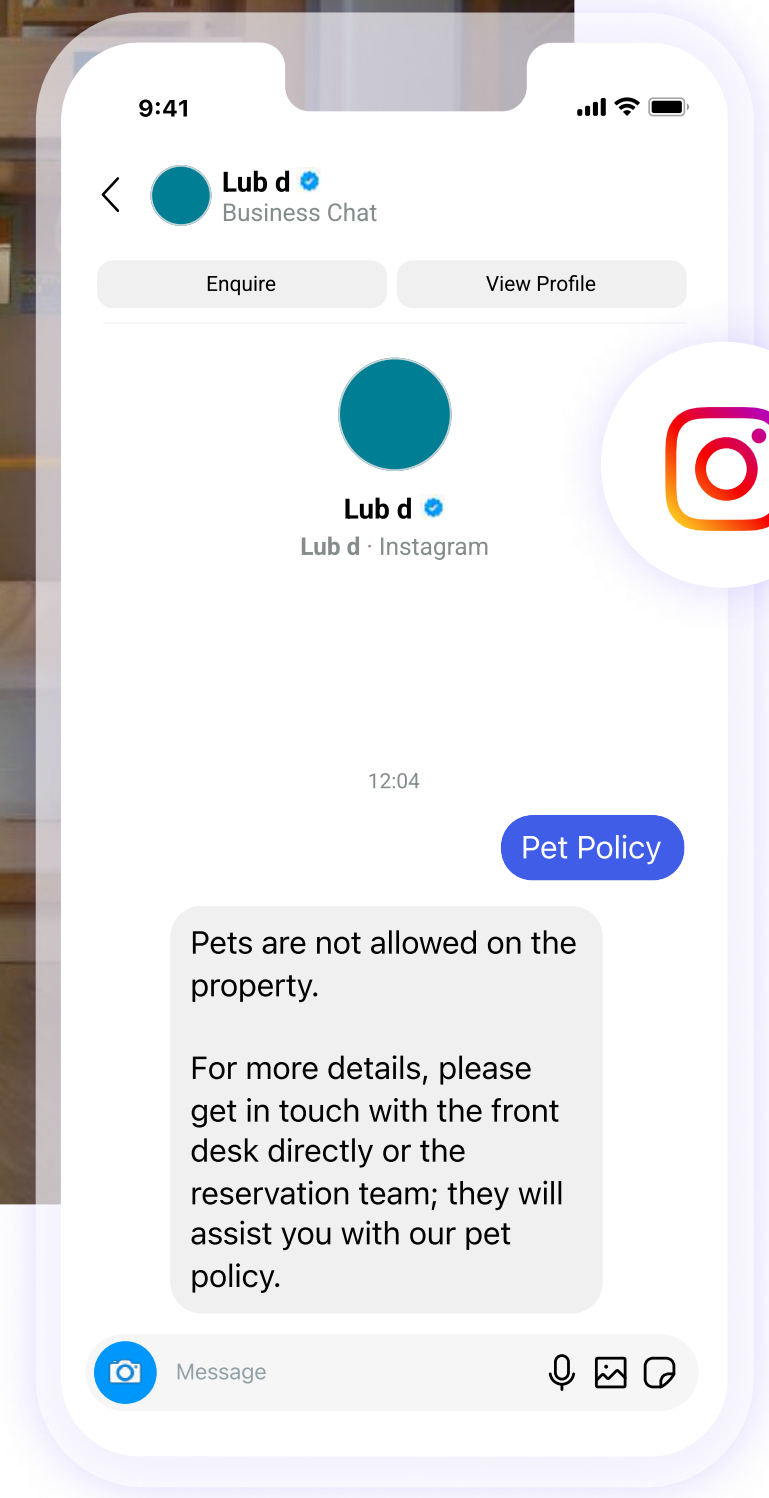 9:41
Lub d
Business Chat
Enquire
View Profile
Lub d
Lub d · Instagram
12:04
Pet Policy
Pets are not allowed on the
property.
For more details, please
get in touch with the front
desk directly or the
reservation team; they will
assist you with our pet
policy.
Message